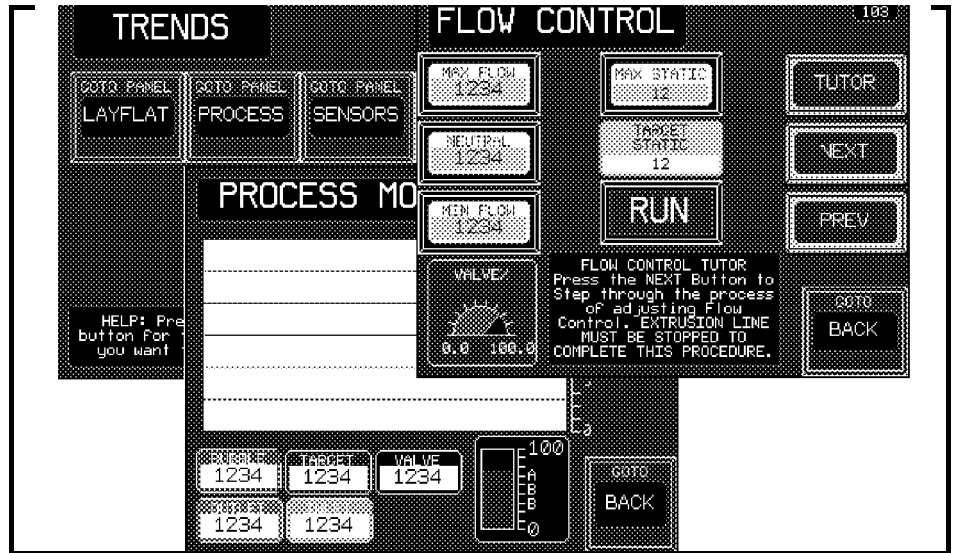 TRENDS
GOTO PANEL
LAYFLAT
GOTO PANEL
PROCESS
GOTO PANEL
SENSORS
HELP: Pre
button for
you want
FLOW CONTROL
103
MAX FLOW
1234
MAX STATIC
12
TUTOR
NEUTRAL
1234
TARGET
STATIC
12
NEXT
MIN FLOW
1234
RUN
PREV
VALVE%
0.0 100.0
FLOW CONTROL TUTOR
Press the NEXT Button to
Step through the process
of adjusting Flow
Control. EXTRUSION LINE
MUST BE STOPPED TO
COMPLETE THIS PROCEDURE.
GOTO
BACK
PROCESS MO
BUBBLE
1234
TARGET
1234
VALVE
1234
1234
1234
100
A
B
B
0
GOTO
BACK